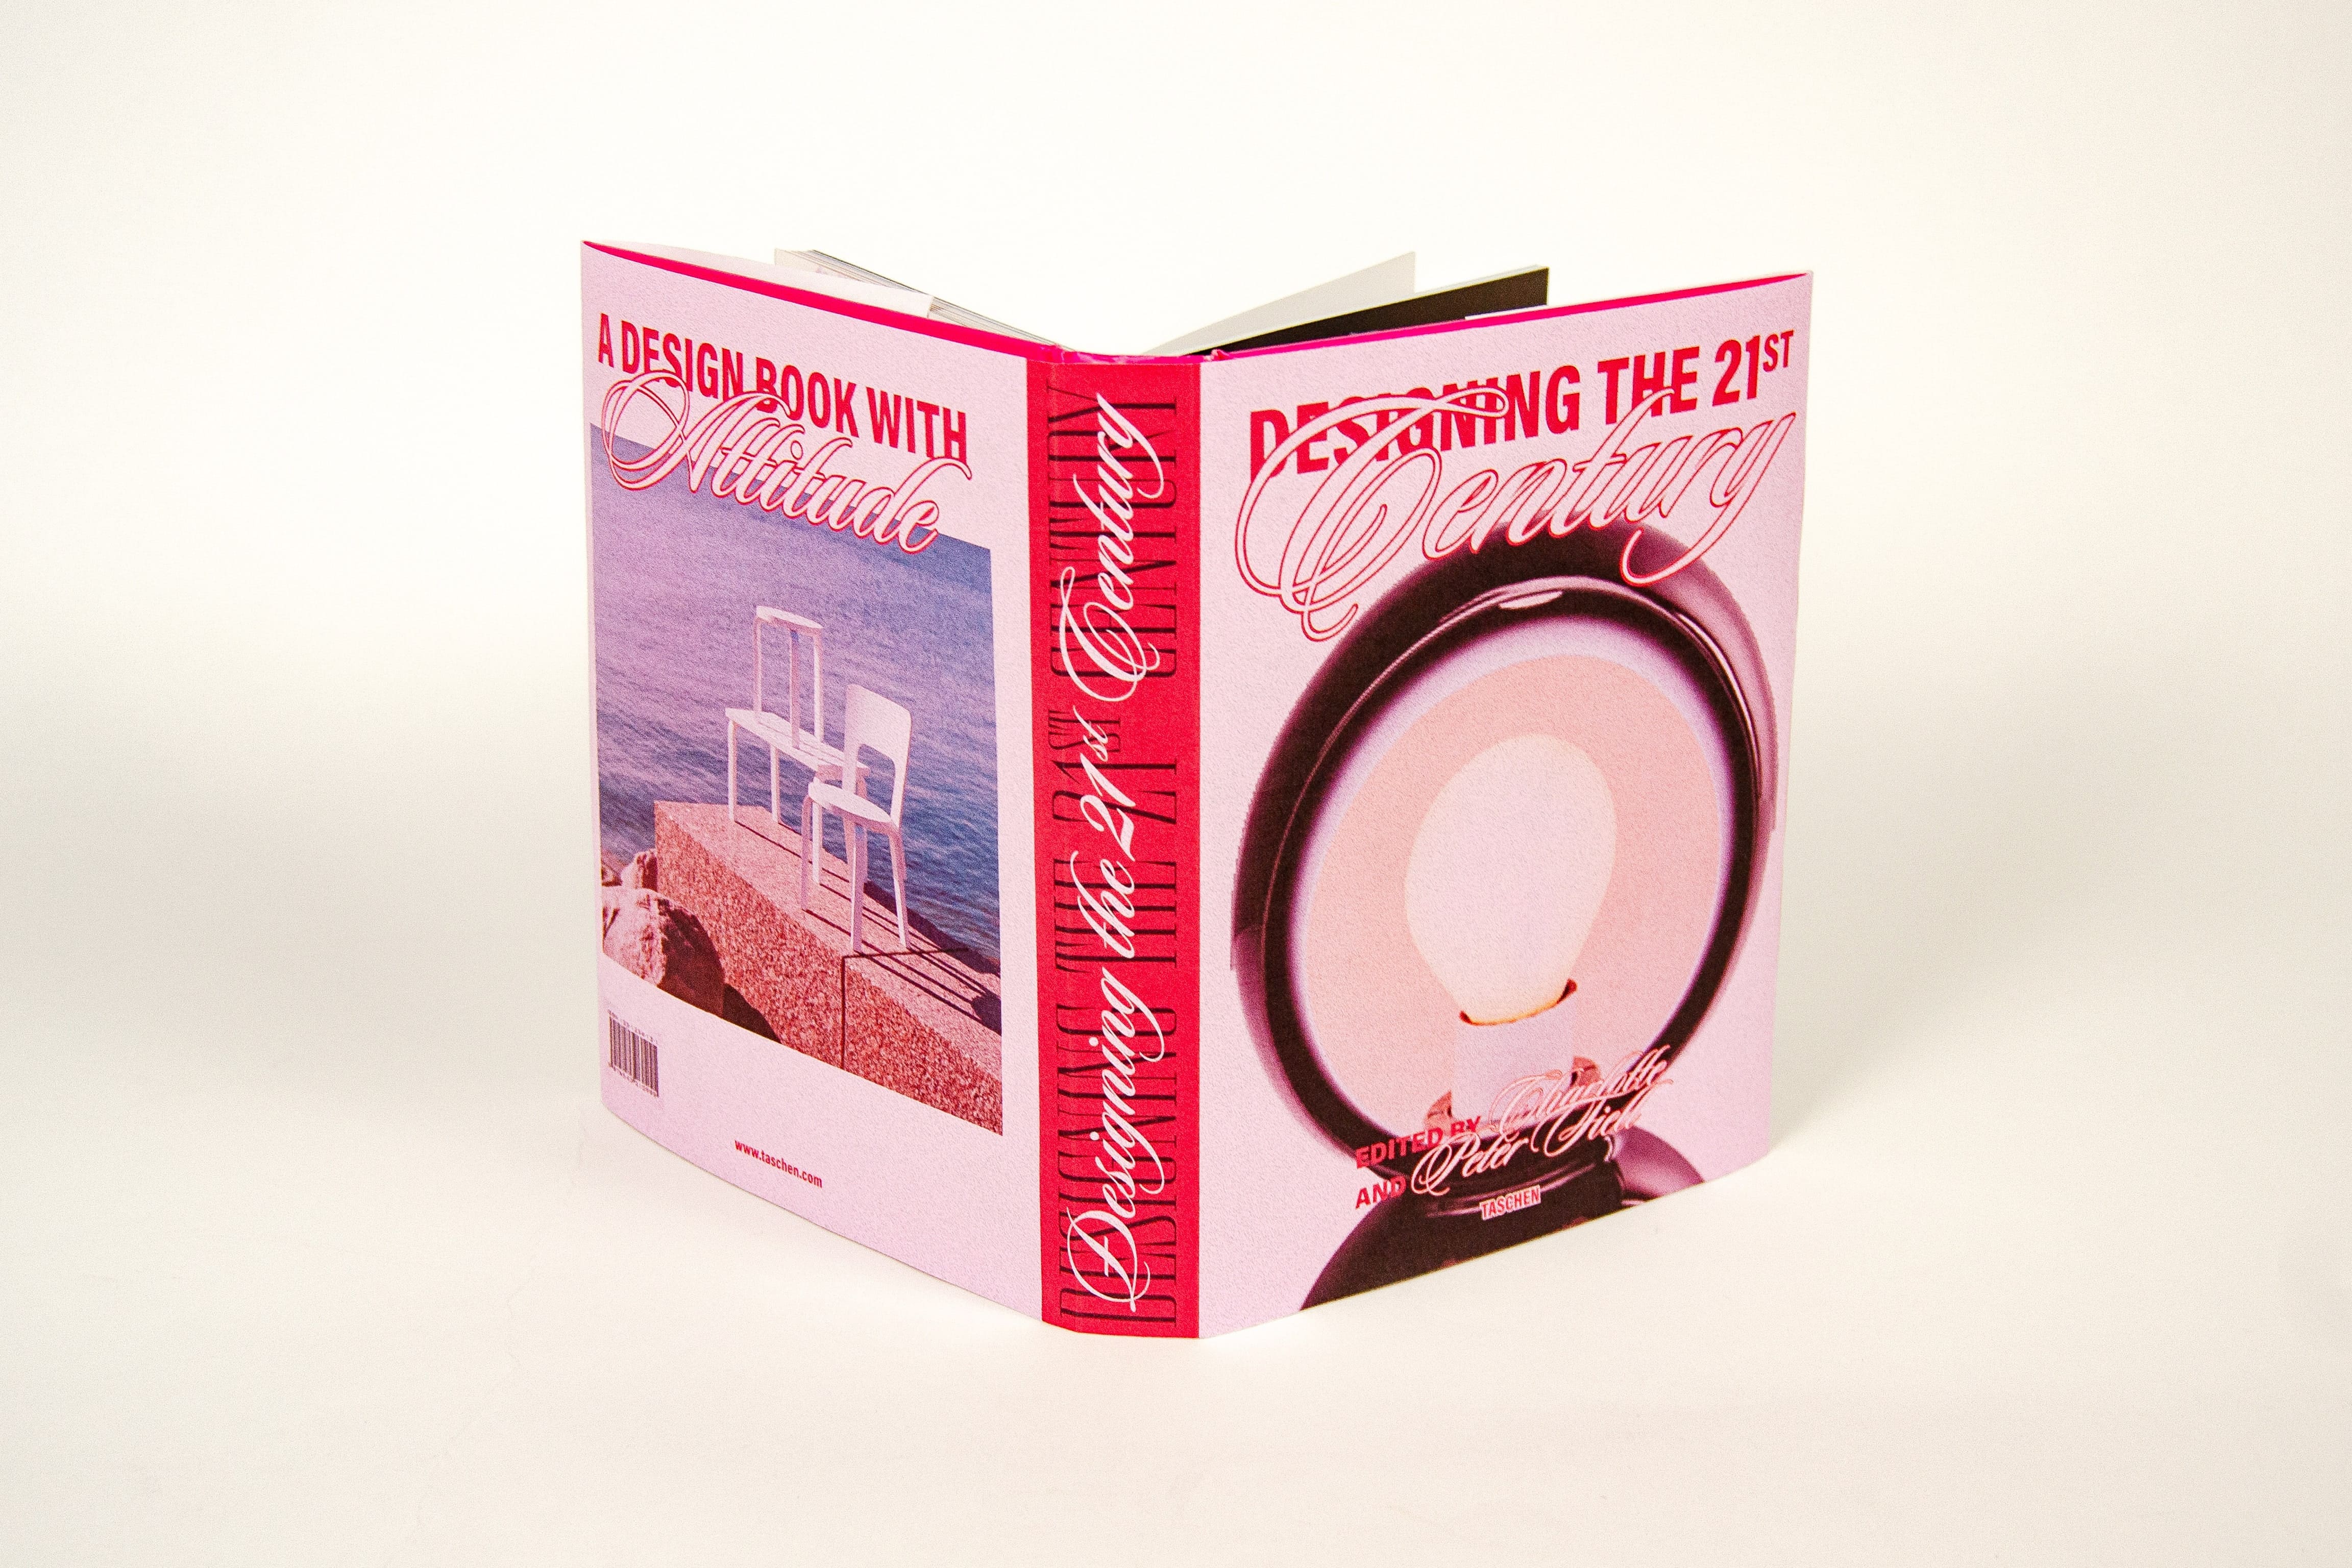 A DESIGN BOOK WITH
Attitude
www.taschen.com
Designing the 21st Century
DESIGNING THE 21ST CENTURY
DESIGNING THE 21ST
Century
EDITED BY Charlotte
AND Peter Fiell
TASCHEN